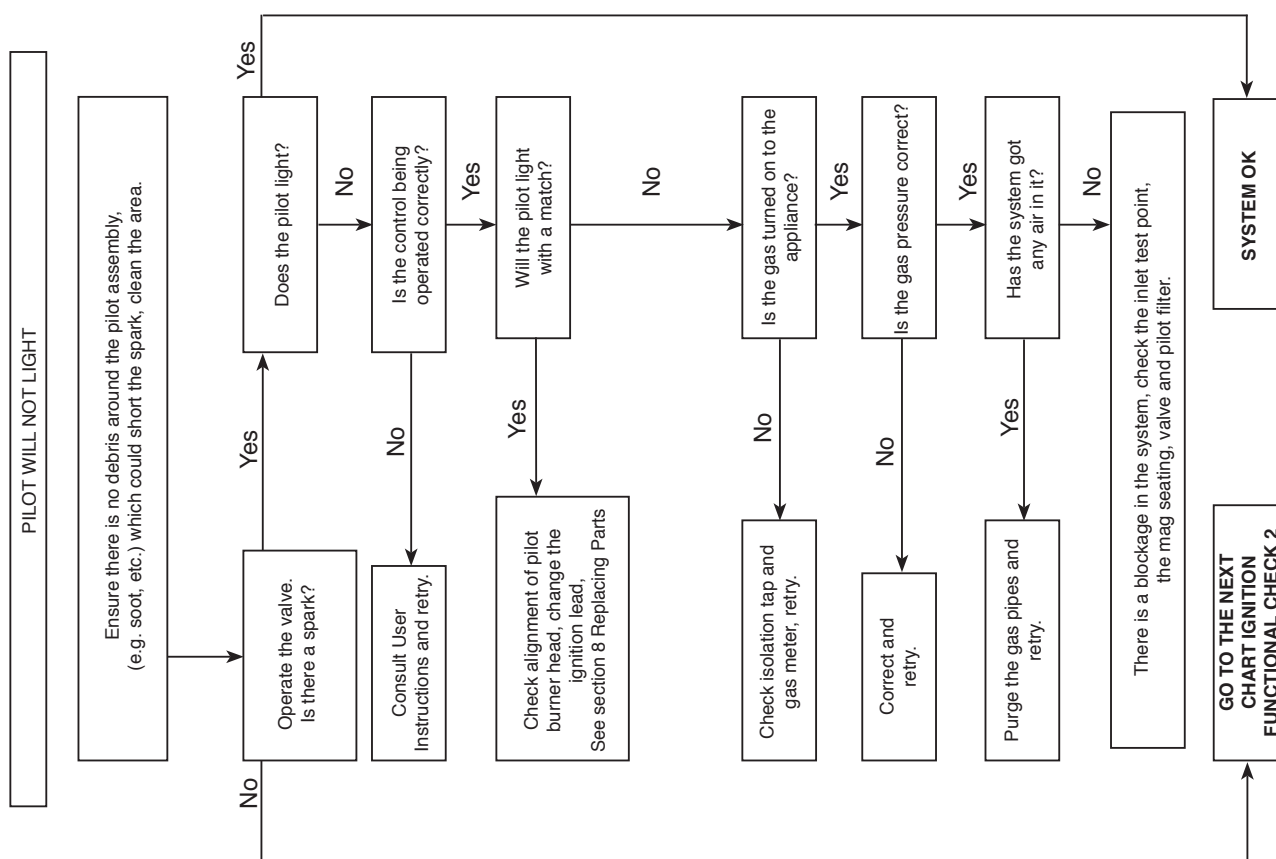 PILOT WILL NOT LIGHT
Ensure there is no debris around the pilot assembly,
(e.g. soot, etc.) which could short the spark, clean the area.
Operate the valve.
Is there a spark?
No
Yes
Does the pilot light?
Yes
No
Is the control being
operated correctly?
No
Consult User
Instructions and retry.
Yes
Will the pilot light
with a match?
Yes
Check alignment of pilot
burner head, change the
ignition lead,
See section 8 Replacing Parts
No
Is the gas turned on to the
appliance?
No
Check isolation tap and
gas meter, retry.
Yes
Is the gas pressure correct?
No
Correct and
retry.
Yes
Has the system got
any air in it?
Yes
Purge the gas pipes and
retry.
No
There is a blockage in the system, check the inlet test point,
the mag seating, valve and pilot filter.
GO TO THE NEXT
CHART IGNITION
FUNCTIONAL CHECK 2
SYSTEM OK